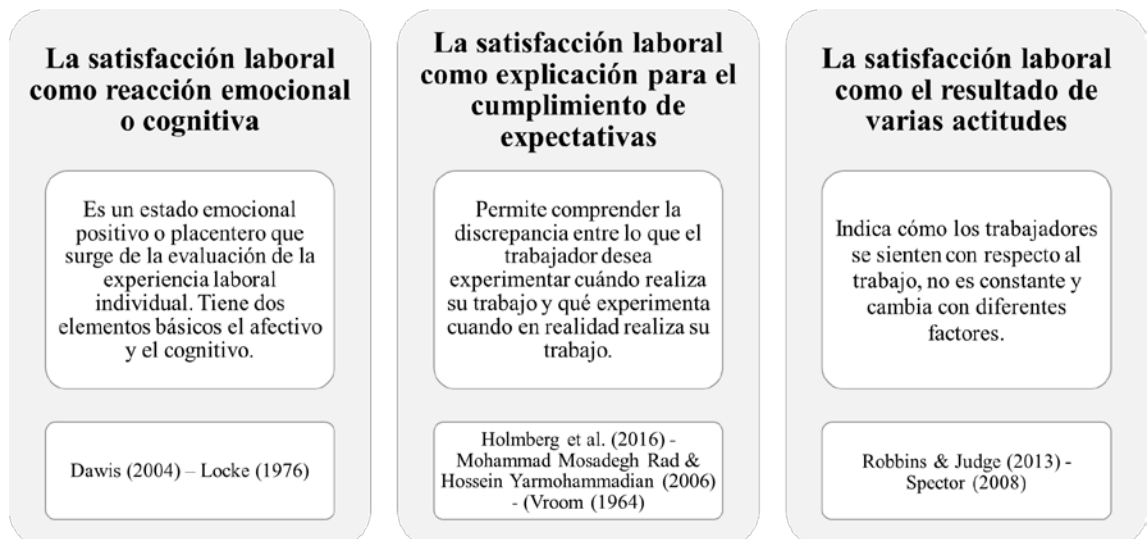 La satisfacción laboral
como reacción emocional
o cognitiva
Es un estado emocional
positivo o placentero que
surge de la evaluación de la
experiencia laboral
individual. Tiene dos
elementos básicos el afectivo
y el cognitivo.
Dawis (2004) – Locke (1976)
La satisfacción laboral
como explicación para el
cumplimiento de
expectativas
Permite comprender la
discrepancia entre lo que el
trabajador desea
experimentar cuándo realiza
su trabajo y qué experimenta
cuando en realidad realiza su
trabajo.
Holmberg et al. (2016) -
Mohammad Mosadegh Rad &
Hossein Yarmohammadian (2006)
- (Vroom (1964)
La satisfacción laboral
como el resultado de
varias actitudes
Indica cómo los trabajadores
se sienten con respecto al
trabajo, no es constante y
cambia con diferentes
factores.
Robbins & Judge (2013) -
Spector (2008)